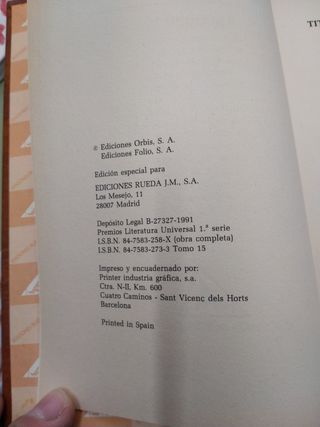 © Ediciones Orbis, S. A.
Ediciones Folio, S. A.
Edición especial para
EDICIONES RUEDA J.M., S.A.
Los Mesejo, 11
28007 Madrid
Depósito Legal B-27327-1991
Premios Literatura Universal 1.ª serie
I.S.B.N. 84-7583-258-X (obra completa)
I.S.B.N. 84-7583-273-3 Tomo 15
Impreso y encuadernado por:
Printer industria gráfica, s.a.
Ctra. N-II, Km. 600
Cuatro Caminos - Sant Vicenç dels Horts
Barcelona
Printed in Spain